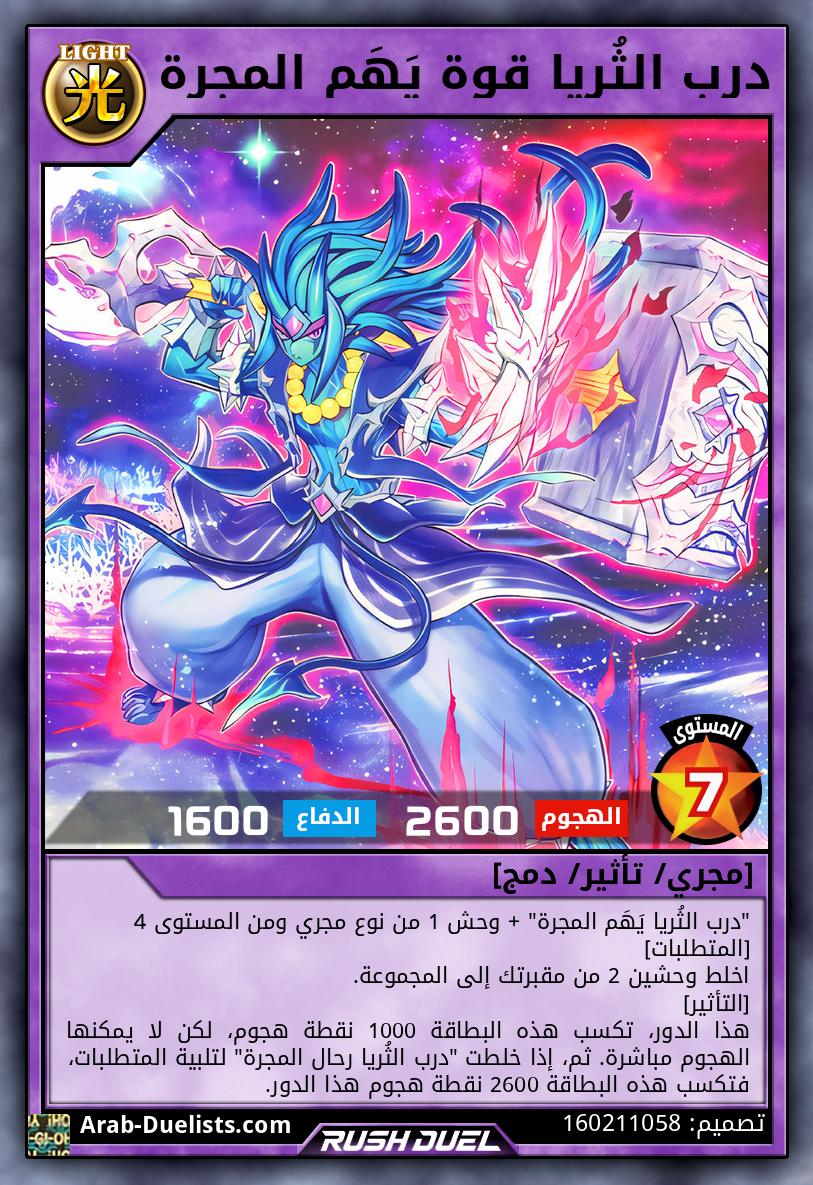 LIGHT
光
درب الثُريا قوة يَهَم المجرة
المستوى
7
الهجوم 2600 الدفاع 1600
[مجري/ تأثير/ دمج]
"درب الثُريا يَهَم المجرة" + وحش 1 من نوع مجري ومن المستوى 4
[المتطلبات]
اخلط وحشين 2 من مقبرتك إلى المجموعة.
[التأثير]
هذا الدور، تكسب هذه البطاقة 1000 نقطة هجوم، لكن لا يمكنها
الهجوم مباشرة. ثم، إذا خلطت "درب الثُريا رحال المجرة" لتلبية المتطلبات،
فتكسب هذه البطاقة 2600 نقطة هجوم هذا الدور.
تصميم: 160211058
Arab-Duelists.com
RUSH DUEL